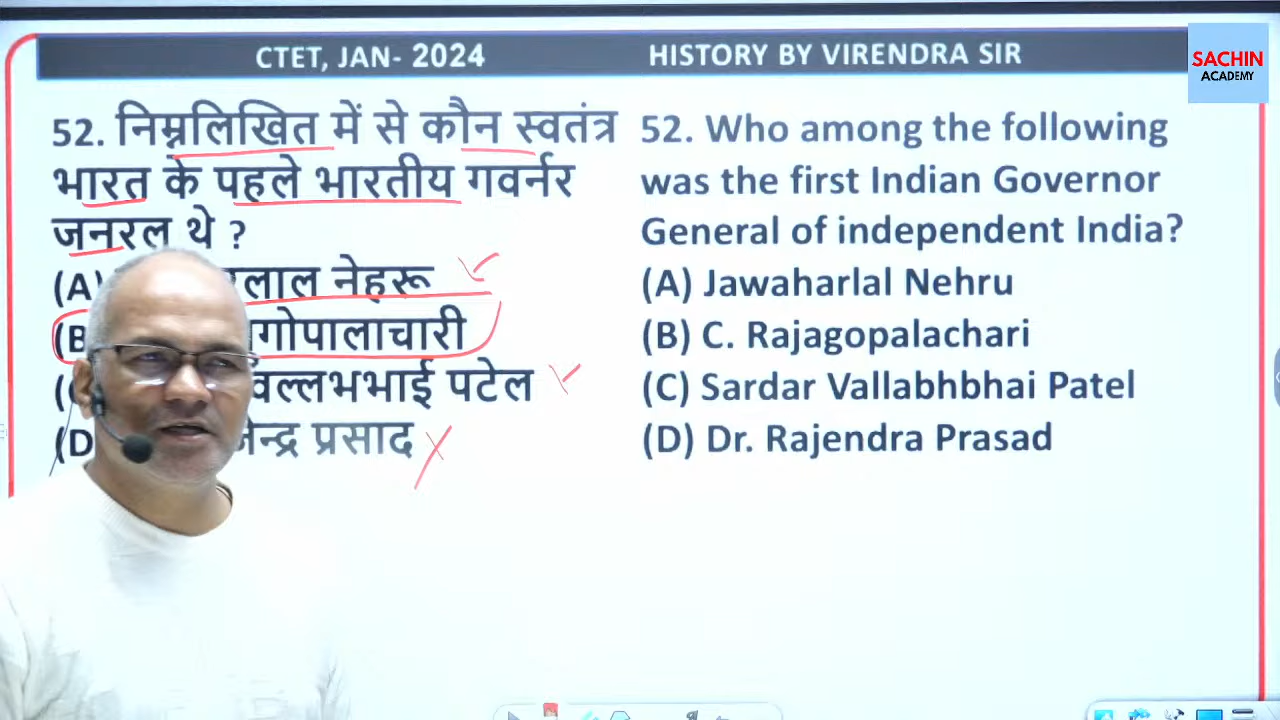 CTET, JAN- 2024
HISTORY BY VIRENDRA SIR
SACHIN
ACADEMY
52. निम्नलिखित में से कौन स्वतंत्र
भारत के पहले भारतीय गवर्नर
जनरल थे ?
(A) लाल नेहरू
(B गोपालाचारी
वल्लभभाई पटेल
(D प्रसाद
52. Who among the following
was the first Indian Governor
General of independent India?
(A) Jawaharlal Nehru
(B) C. Rajagopalachari
(C) Sardar Vallabhbhai Patel
(D) Dr. Rajendra Prasad